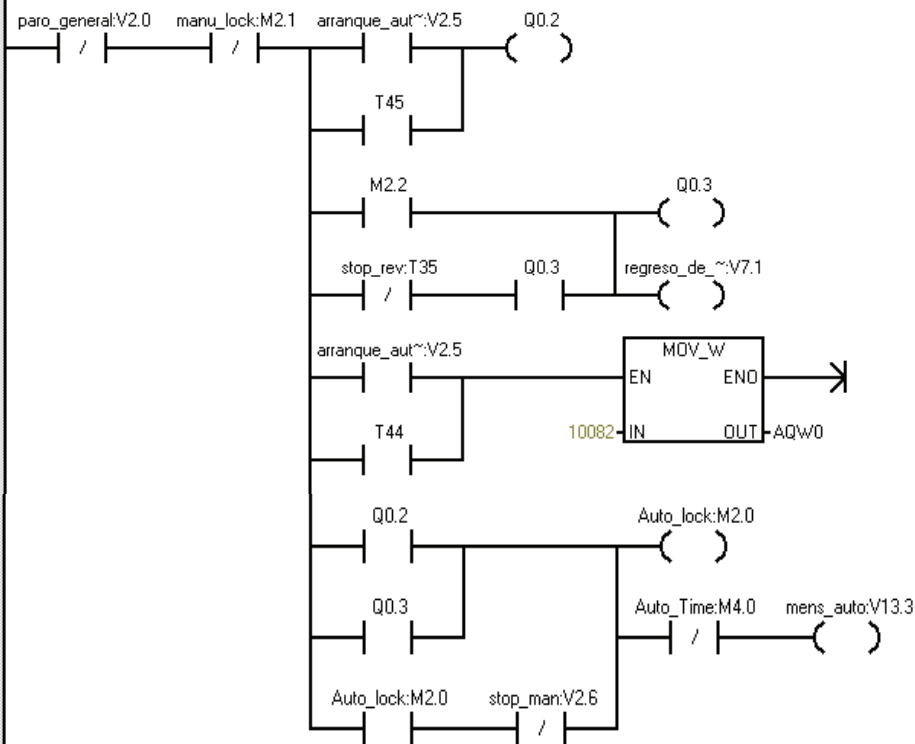 paro_general:V2.0 manu_lock:M2.1 arranque_aut~:V2.5 Q0.2
/ /
T45
M2.2 Q0.3
stop_rev:T35 Q0.3 regreso_de_~:V7.1
/
arranque_aut~:V2.5 MOV_W
EN ENO
T44 10082 IN OUT AQW0
Q0.2 Auto_lock:M2.0
Q0.3 Auto_Time:M4.0 mens_auto:V13.3
/
Auto_lock:M2.0 stop_man:V2.6
/